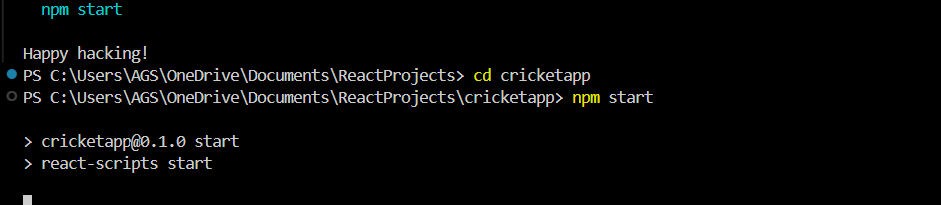 npm start
Happy hacking!
PS C:\Users\AGS\OneDrive\Documents\ReactProjects> cd cricketapp
PS C:\Users\AGS\OneDrive\Documents\ReactProjects\cricketapp> npm start
> cricketapp@0.1.0 start
> react-scripts start